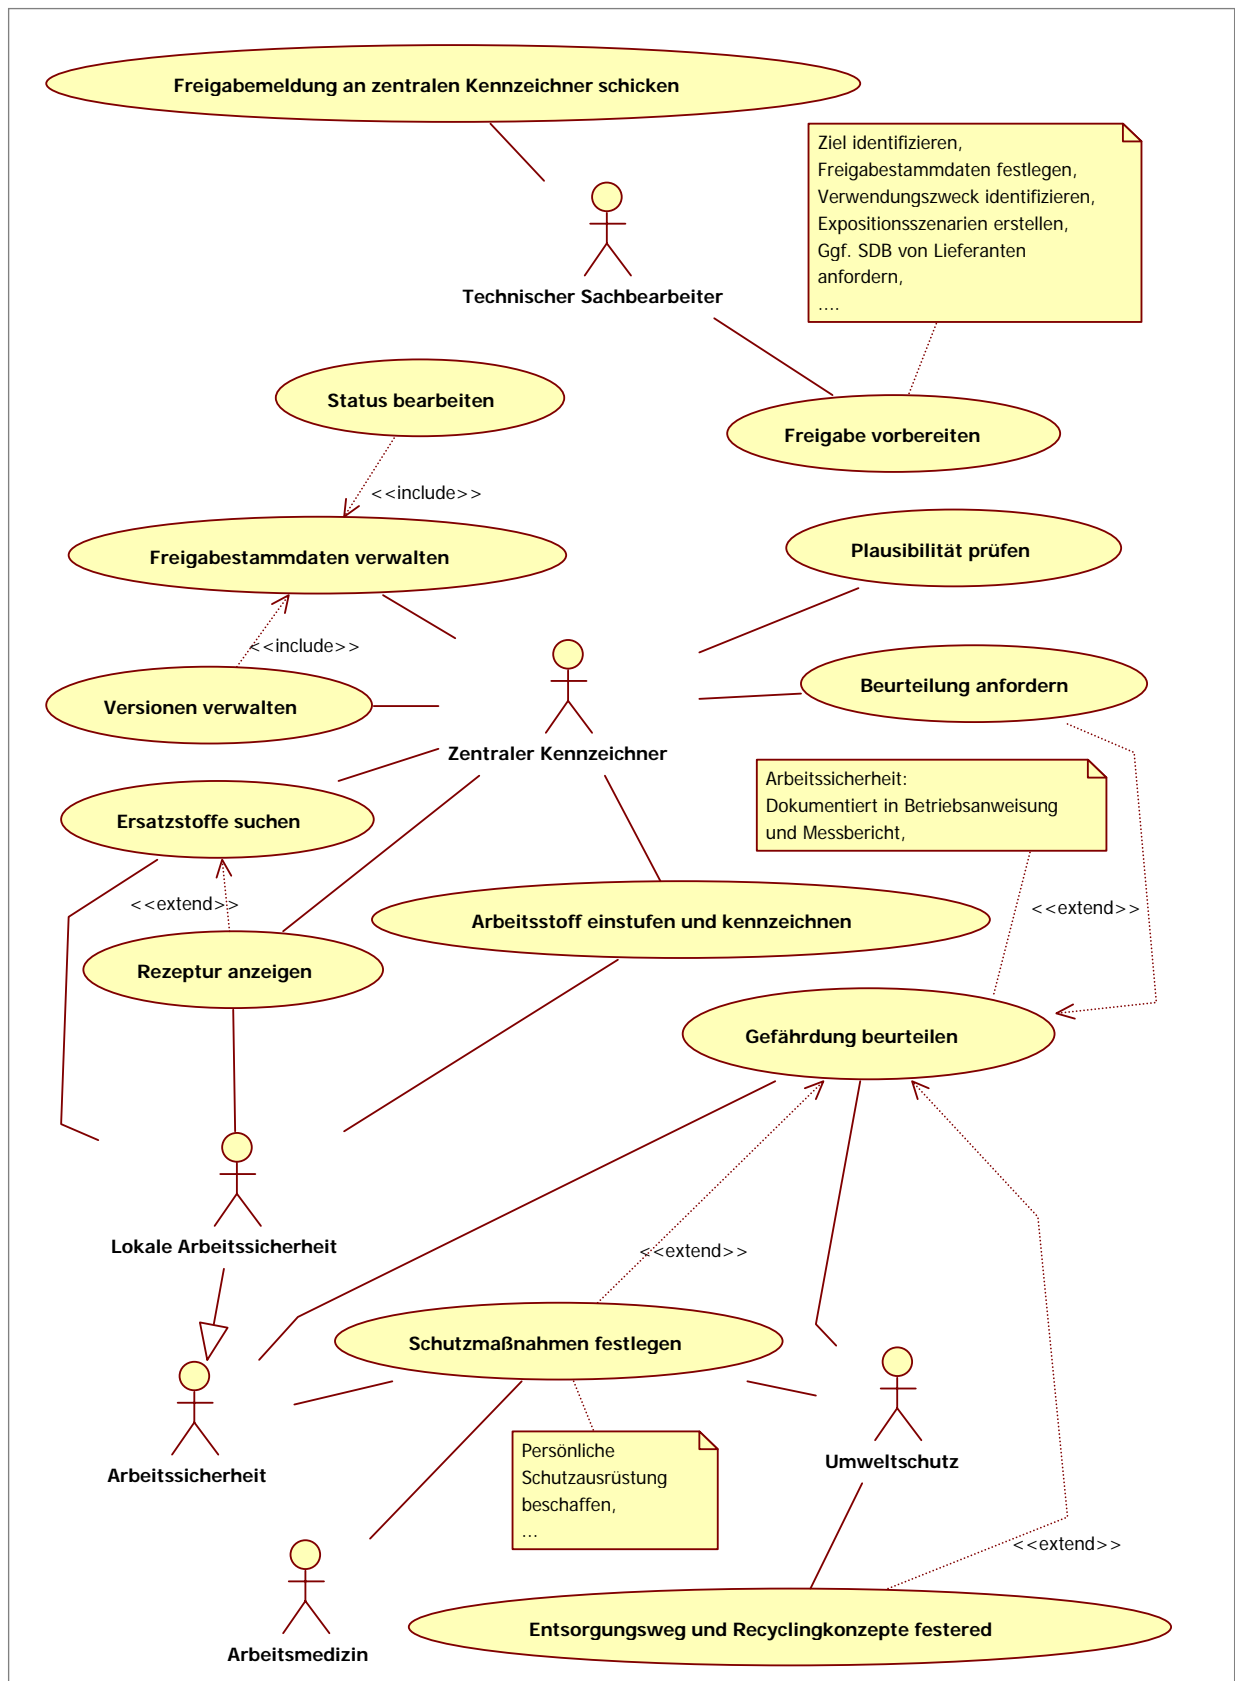 Freigabemeldung an zentralen Kennzeichner schicken
Ziel identifizieren,
Freigabestammdaten festlegen,
Verwendungszweck identifizieren,
Expositionsszenarien erstellen,
Ggf. SDB von Lieferanten
anfordern,
....
Technischer Sachbearbeiter
Status bearbeiten
Freigabe vorbereiten
<<include>>
Freigabestammdaten verwalten
Plausibilität prüfen
<<include>>
Versionen verwalten
Beurteilung anfordern
Zentraler Kennzeichner
Arbeitssicherheit:
Dokumentiert in Betriebsanweisung
und Messbericht,
Ersatzstoffe suchen
<<extend>>
<<extend>>
Arbeitsstoff einstufen und kennzeichnen
Rezeptur anzeigen
Gefährdung beurteilen
Lokale Arbeitssicherheit
<<extend>>
Schutzmaßnahmen festlegen
Persönliche
Schutzausrüstung
beschaffen,
...
Umweltschutz
Arbeitssicherheit
<<extend>>
Entsorgungsweg und Recyclingkonzepte festered
Arbeitsmedizin